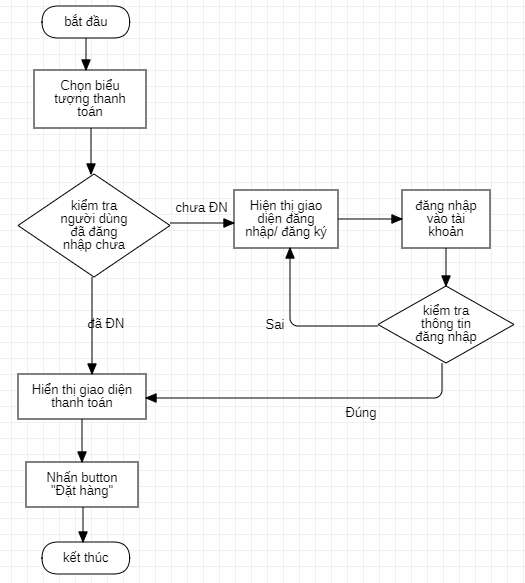 bắt đầu
Chọn biểu
tượng thanh
toán
kiểm tra
người dùng
đã đăng
nhập chưa
chưa ĐN
Hiện thị giao
diện đăng
nhập/ đăng ký
đăng nhập
vào tài
khoản
kiểm tra
thông tin
đăng nhập
Sai
đã ĐN
Đúng
Hiển thị giao diện
thanh toán
Nhấn button
"Đặt hàng"
kết thúc